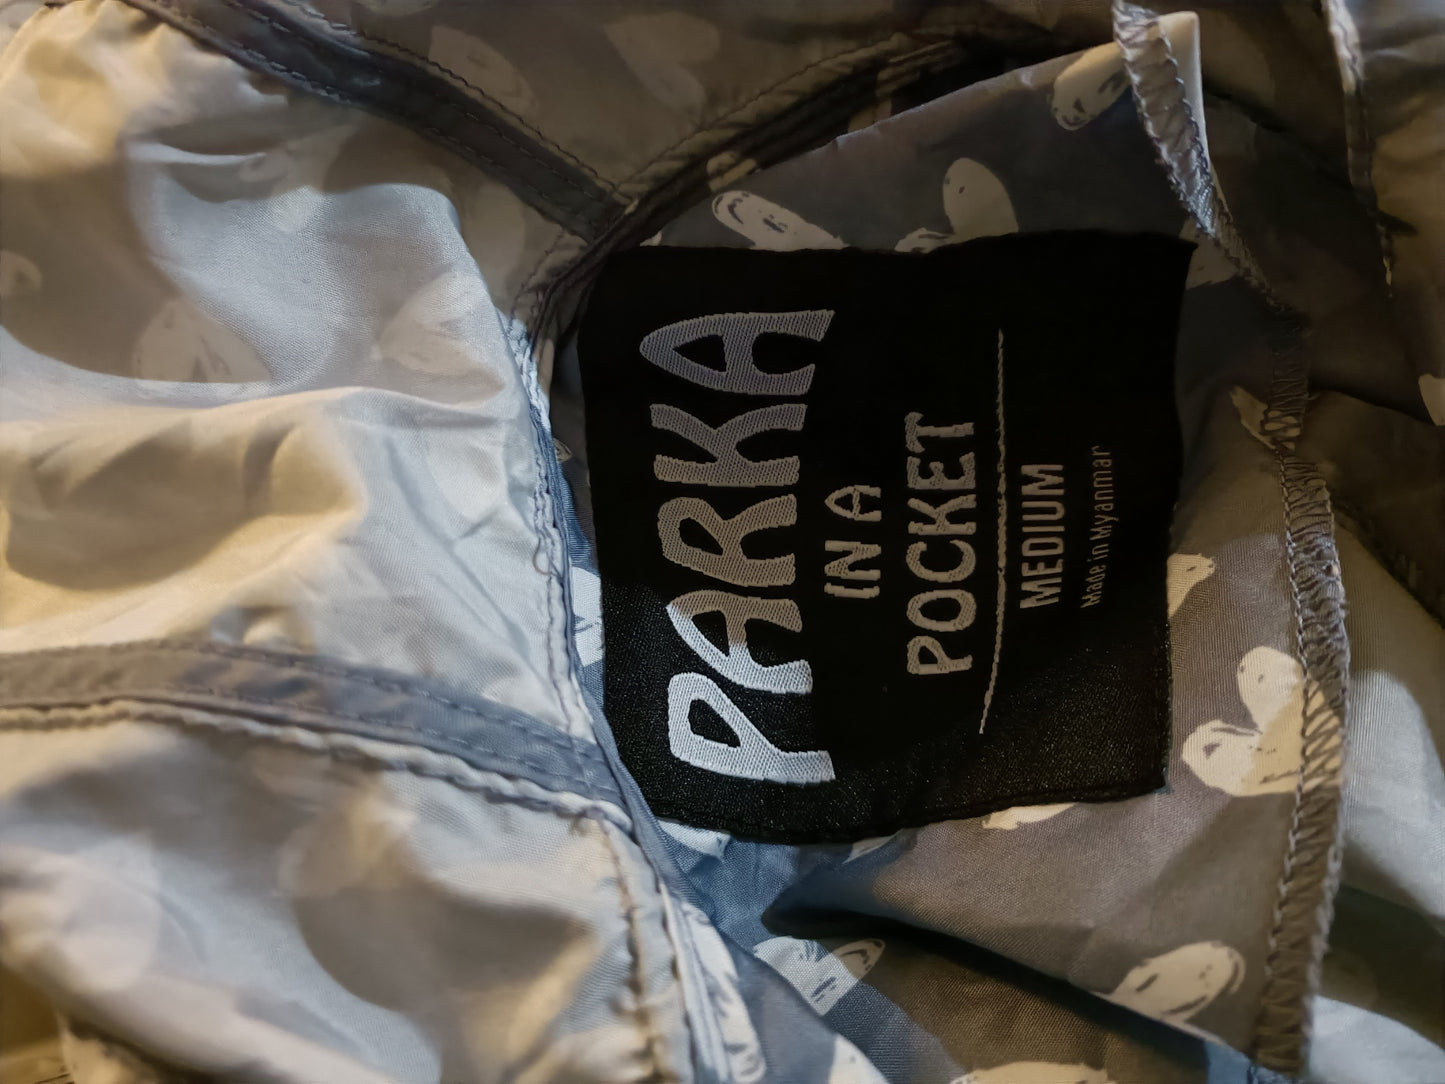 PARKA
IN A
POCKET
MEDIUM
Made in Myanmar